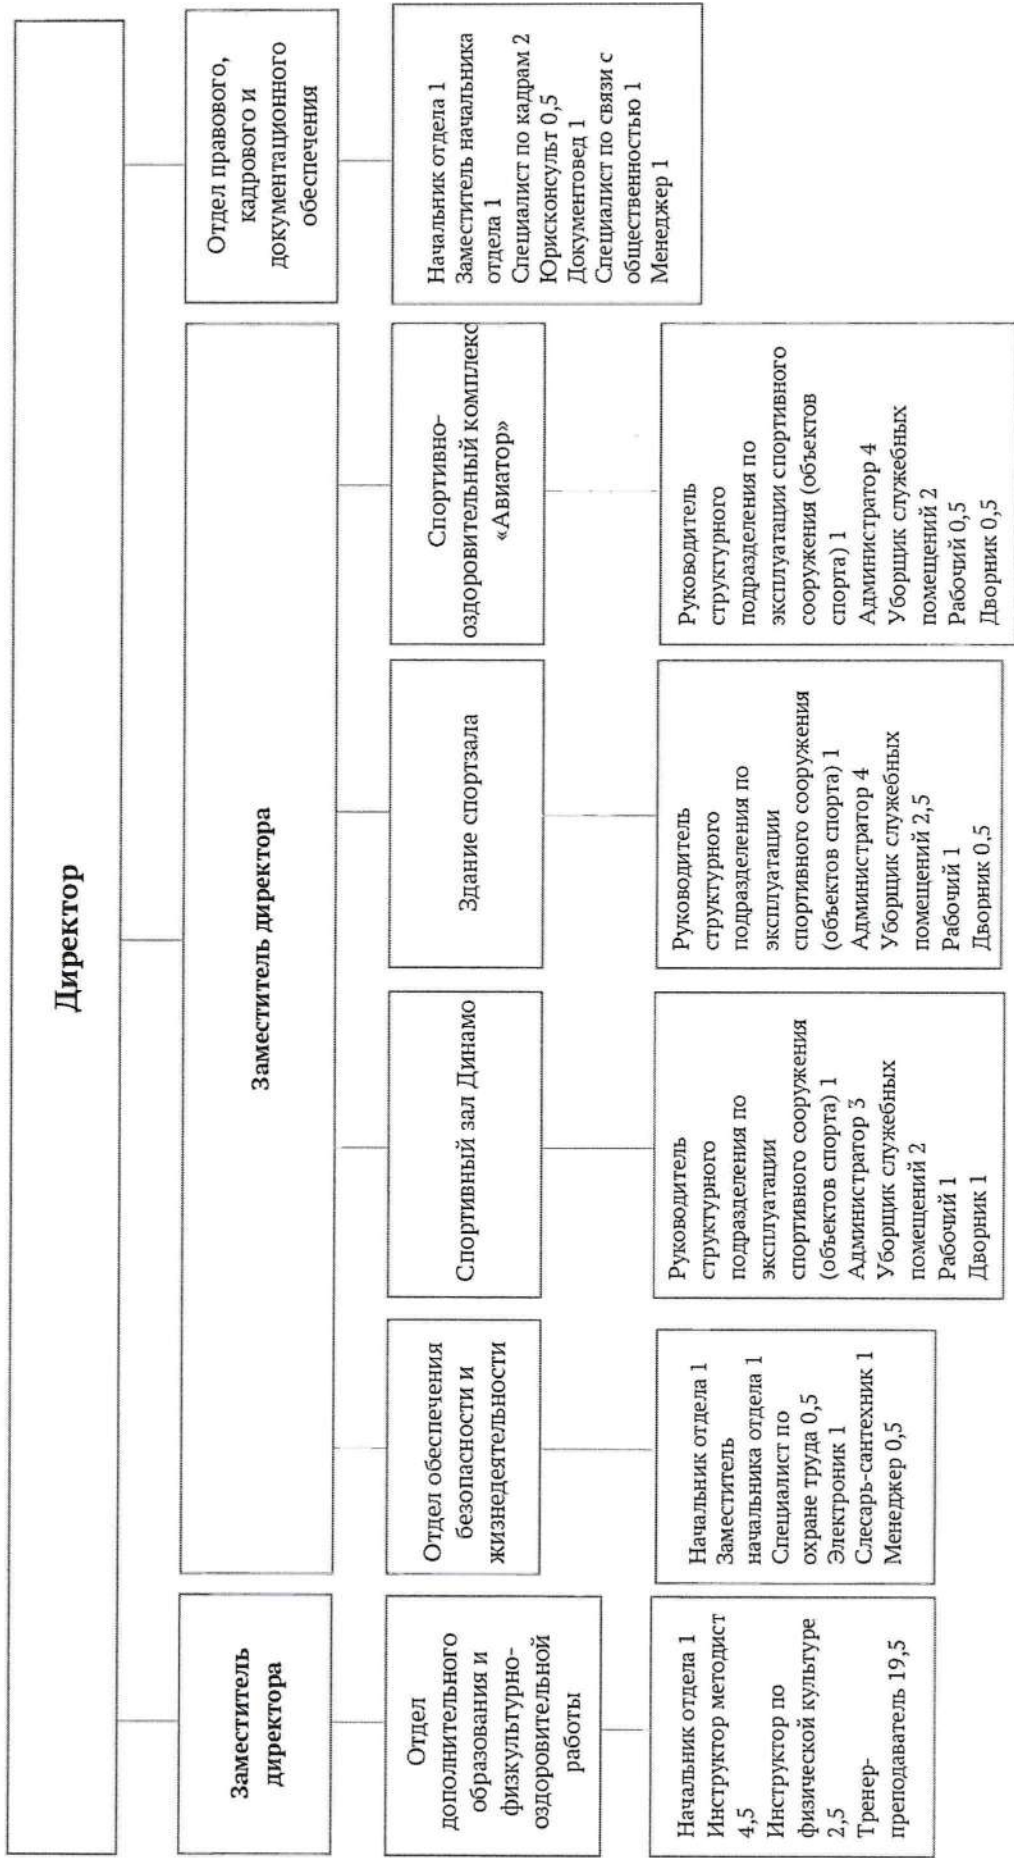 Директор
Заместитель
директора
Заместитель директора
Отдел правового,
кадрового и
документационного
обеспечения
Отдел
дополнительного
образования и
физкультурно-
оздоровительной
работы
Отдел обеспечения
безопасности и
жизнедеятельности
Спортивный зал Динамо
Здание спортзала
Спортивно-
оздоровительный комплекс
«Авиатор»
Начальник отдела 1
Заместитель начальника
отдела 1
Специалист по кадрам 2
Юрисконсульт 0,5
Документовед 1
Специалист по связи с
общественностью 1
Менеджер 1
Начальник отдела 1
Инструктор методист
4,5
Инструктор по
физической культуре
2,5
Тренер-
преподаватель 19,5
Начальник отдела 1
Заместитель
начальника отдела 1
Специалист по
охране труда 0,5
Электроник 1
Слесарь-сантехник 1
Менеджер 0,5
Руководитель
структурного
подразделения по
эксплуатации
спортивного сооружения
(объектов спорта) 1
Администратор 3
Уборщик служебных
помещений 2
Рабочий 1
Дворник 1
Руководитель
структурного
подразделения по
эксплуатации
спортивного сооружения
(объектов спорта) 1
Администратор 4
Уборщик служебных
помещений 2,5
Рабочий 1
Дворник 0,5
Руководитель
структурного
подразделения по
эксплуатации спортивного
сооружения (объектов
спорта) 1
Администратор 4
Уборщик служебных
помещений 2
Рабочий 0,5
Дворник 0,5